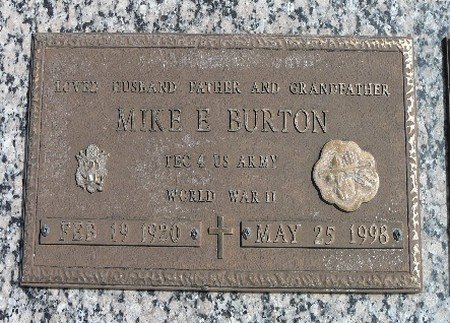 LOVED HUSBAND FATHER AND GRANDFATHER
MIKE E BURTON
TEC 4 US ARMY
WORLD WAR II
FEB 19 1920 MAY 25 1998